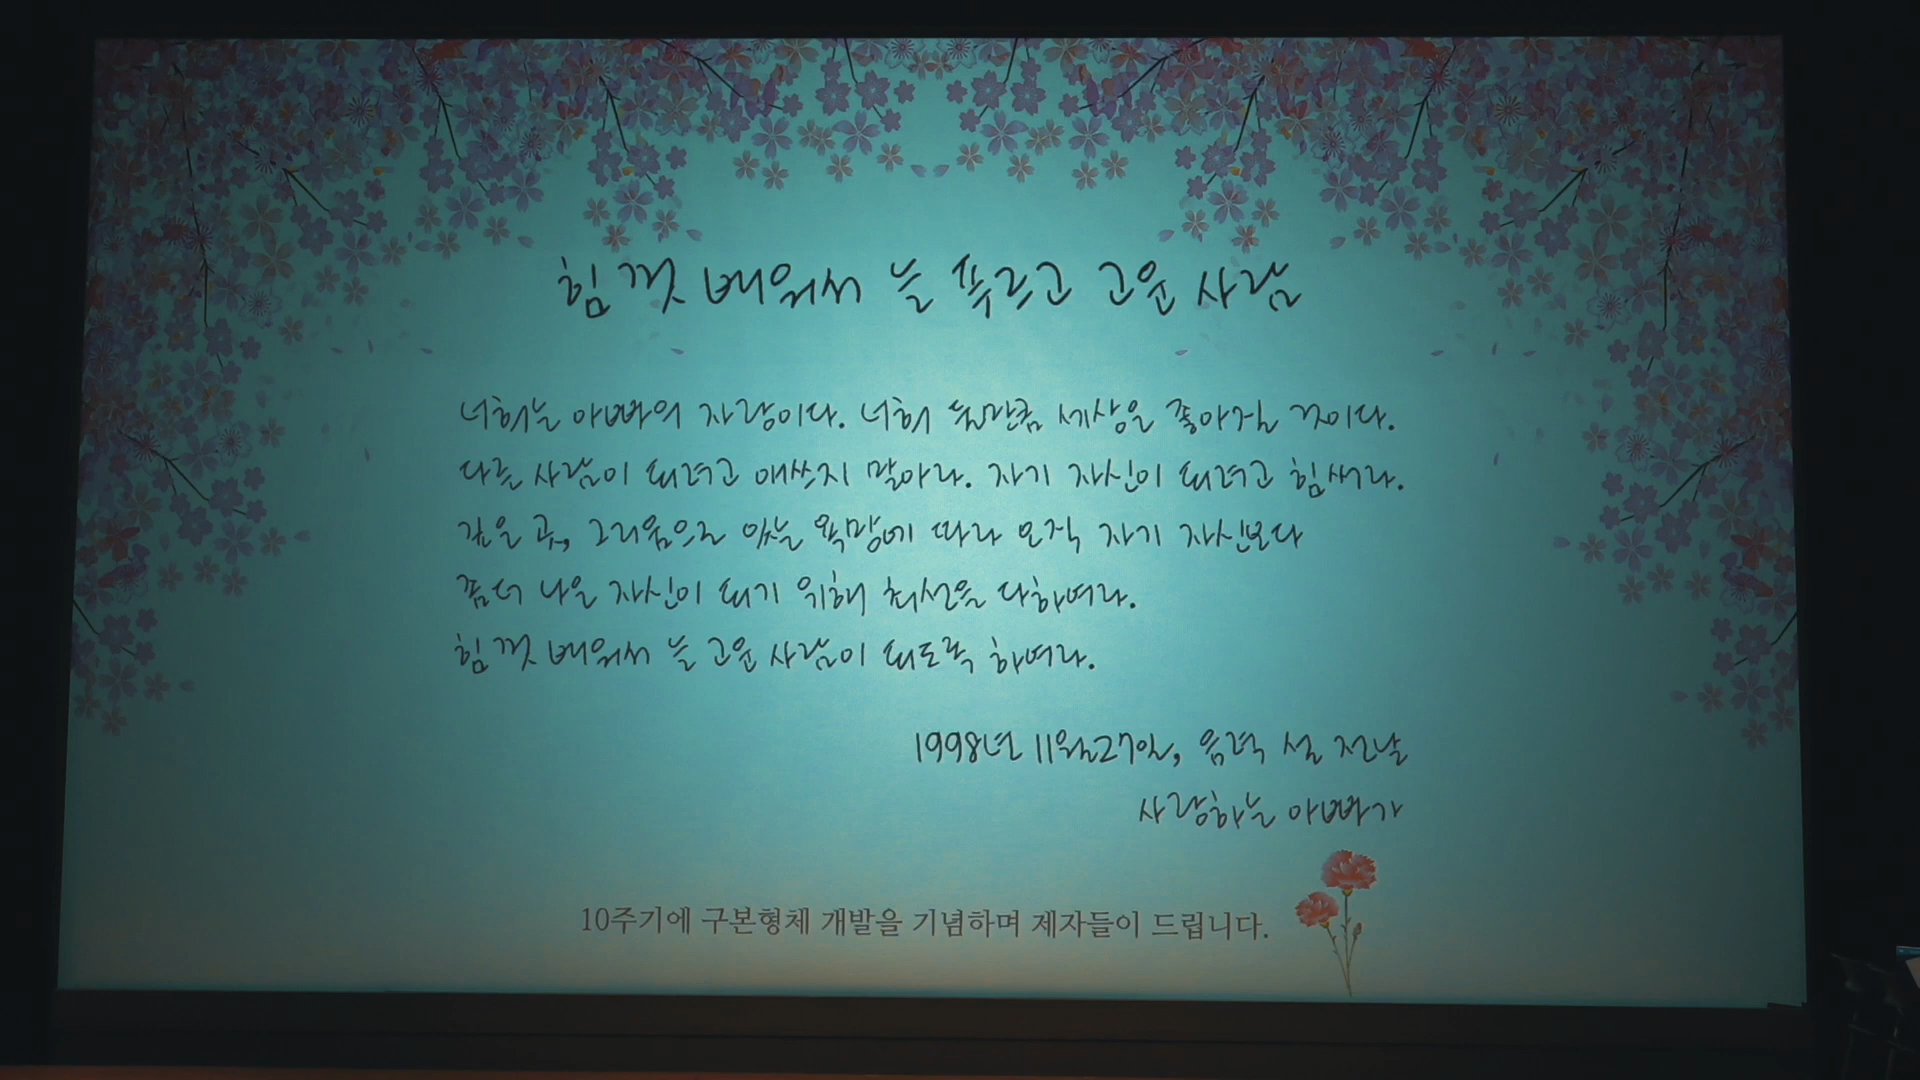 힘껏 배워서 늘 푸르고 고운 사람
너희는 아빠의 자랑이다. 너희 둘만큼 세상은 좋아질 것이다.
다른 사람이 되려고 애쓰지 말아라. 자기 자신이 되려고 힘써라.
깊은 곳, 그리움으로 있는 욕망에 따라 오직 자기 자신보다
좀더 나은 자신이 되기 위해 최선을 다하여라.
힘껏 배워서 늘 고운 사람이 되도록 하여라.
1998년 11월27일, 음력 설 전날
사랑하는 아빠가
10주기에 구본형체 개발을 기념하며 제자들이 드립니다.